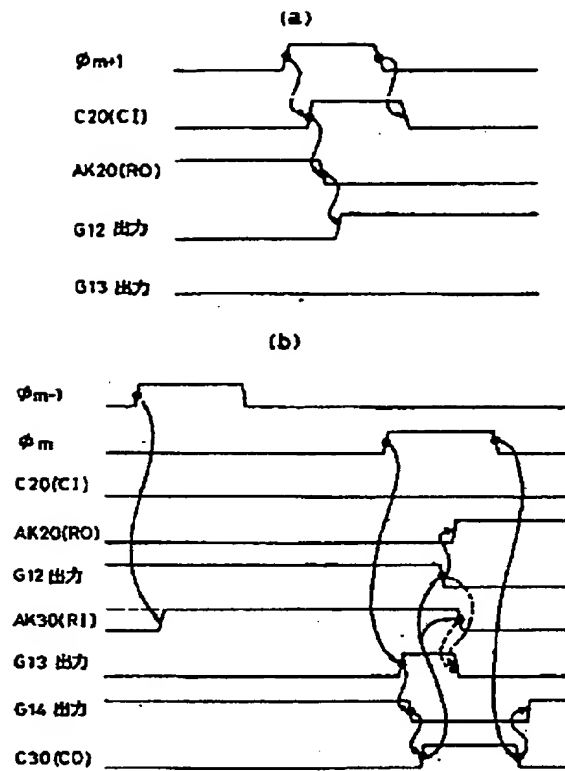 (a)
φm+1
C20(CI)
AK20(RO)
G12 出力
G13 出力
(b)
φm-1
φm
C20(CI)
AK20(RO)
G12 出力
AK30(RI)
G13 出力
G14 出力
C30(CO)